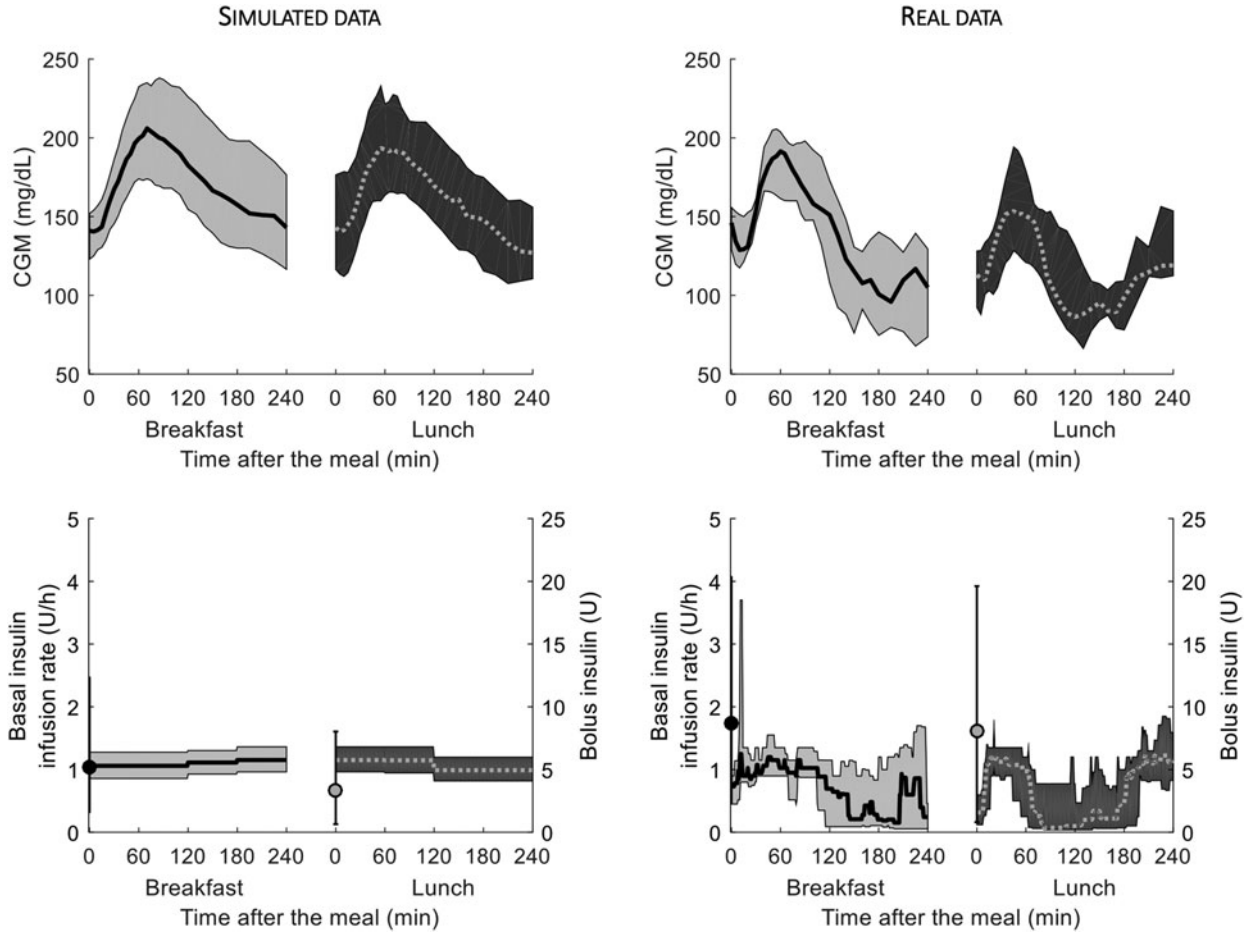 SIMULATED DATA
250
200
150
100
50
CGM (mg/dL)
0 60 120 180 240 0 60 120 180 240
Breakfast Lunch
Time after the meal (min)
REAL DATA
250
200
150
100
50
CGM (mg/dL)
0 60 120 180 240 0 60 120 180 240
Breakfast Lunch
Time after the meal (min)
5
4
3
2
1
0
Basal insulin
infusion rate (U/h)
25
20
15
10
5
0
Bolus insulin (U)
0 60 120 180 240 0 60 120 180 240
Breakfast Lunch
Time after the meal (min)
5
4
3
2
1
0
Basal insulin
infusion rate (U/h)
25
20
15
10
5
0
Bolus insulin (U)
0 60 120 180 240 0 60 120 180 240
Breakfast Lunch
Time after the meal (min)